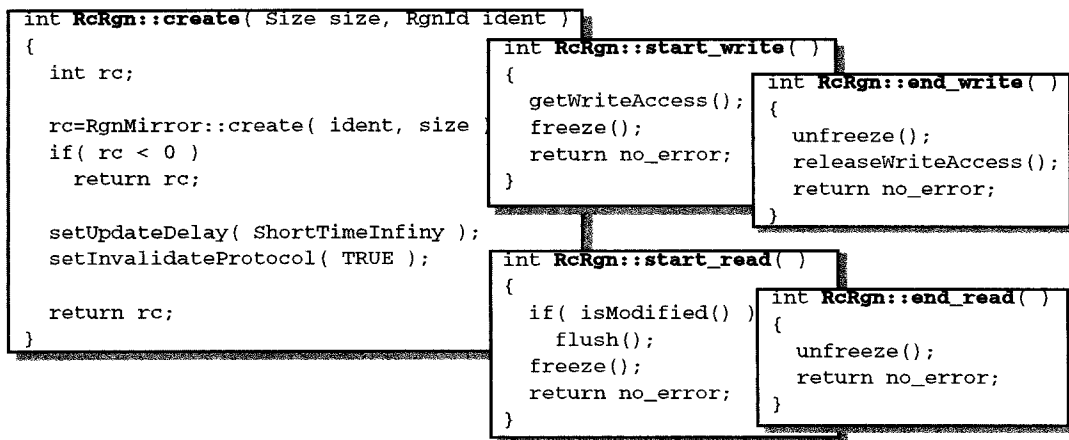 int RcRgn::create( Size size, RgnId ident )
{
int rc;
rc=RgnMirror::create( ident, size )
if( rc < 0 )
return rc;
setUpdateDelay( ShortTimeInfiny );
setInvalidateProtocol( TRUE );
return rc;
}
int RcRgn::start_write( )
{
getWriteAccess();
freeze();
return no_error;
}
int RcRgn::end_write( )
{
unfreeze();
releaseWriteAccess();
return no_error;
}
int RcRgn::start_read( )
{
if( isModified() )
flush();
freeze();
return no_error;
}
int RcRgn::end_read( )
{
unfreeze();
return no_error;
}